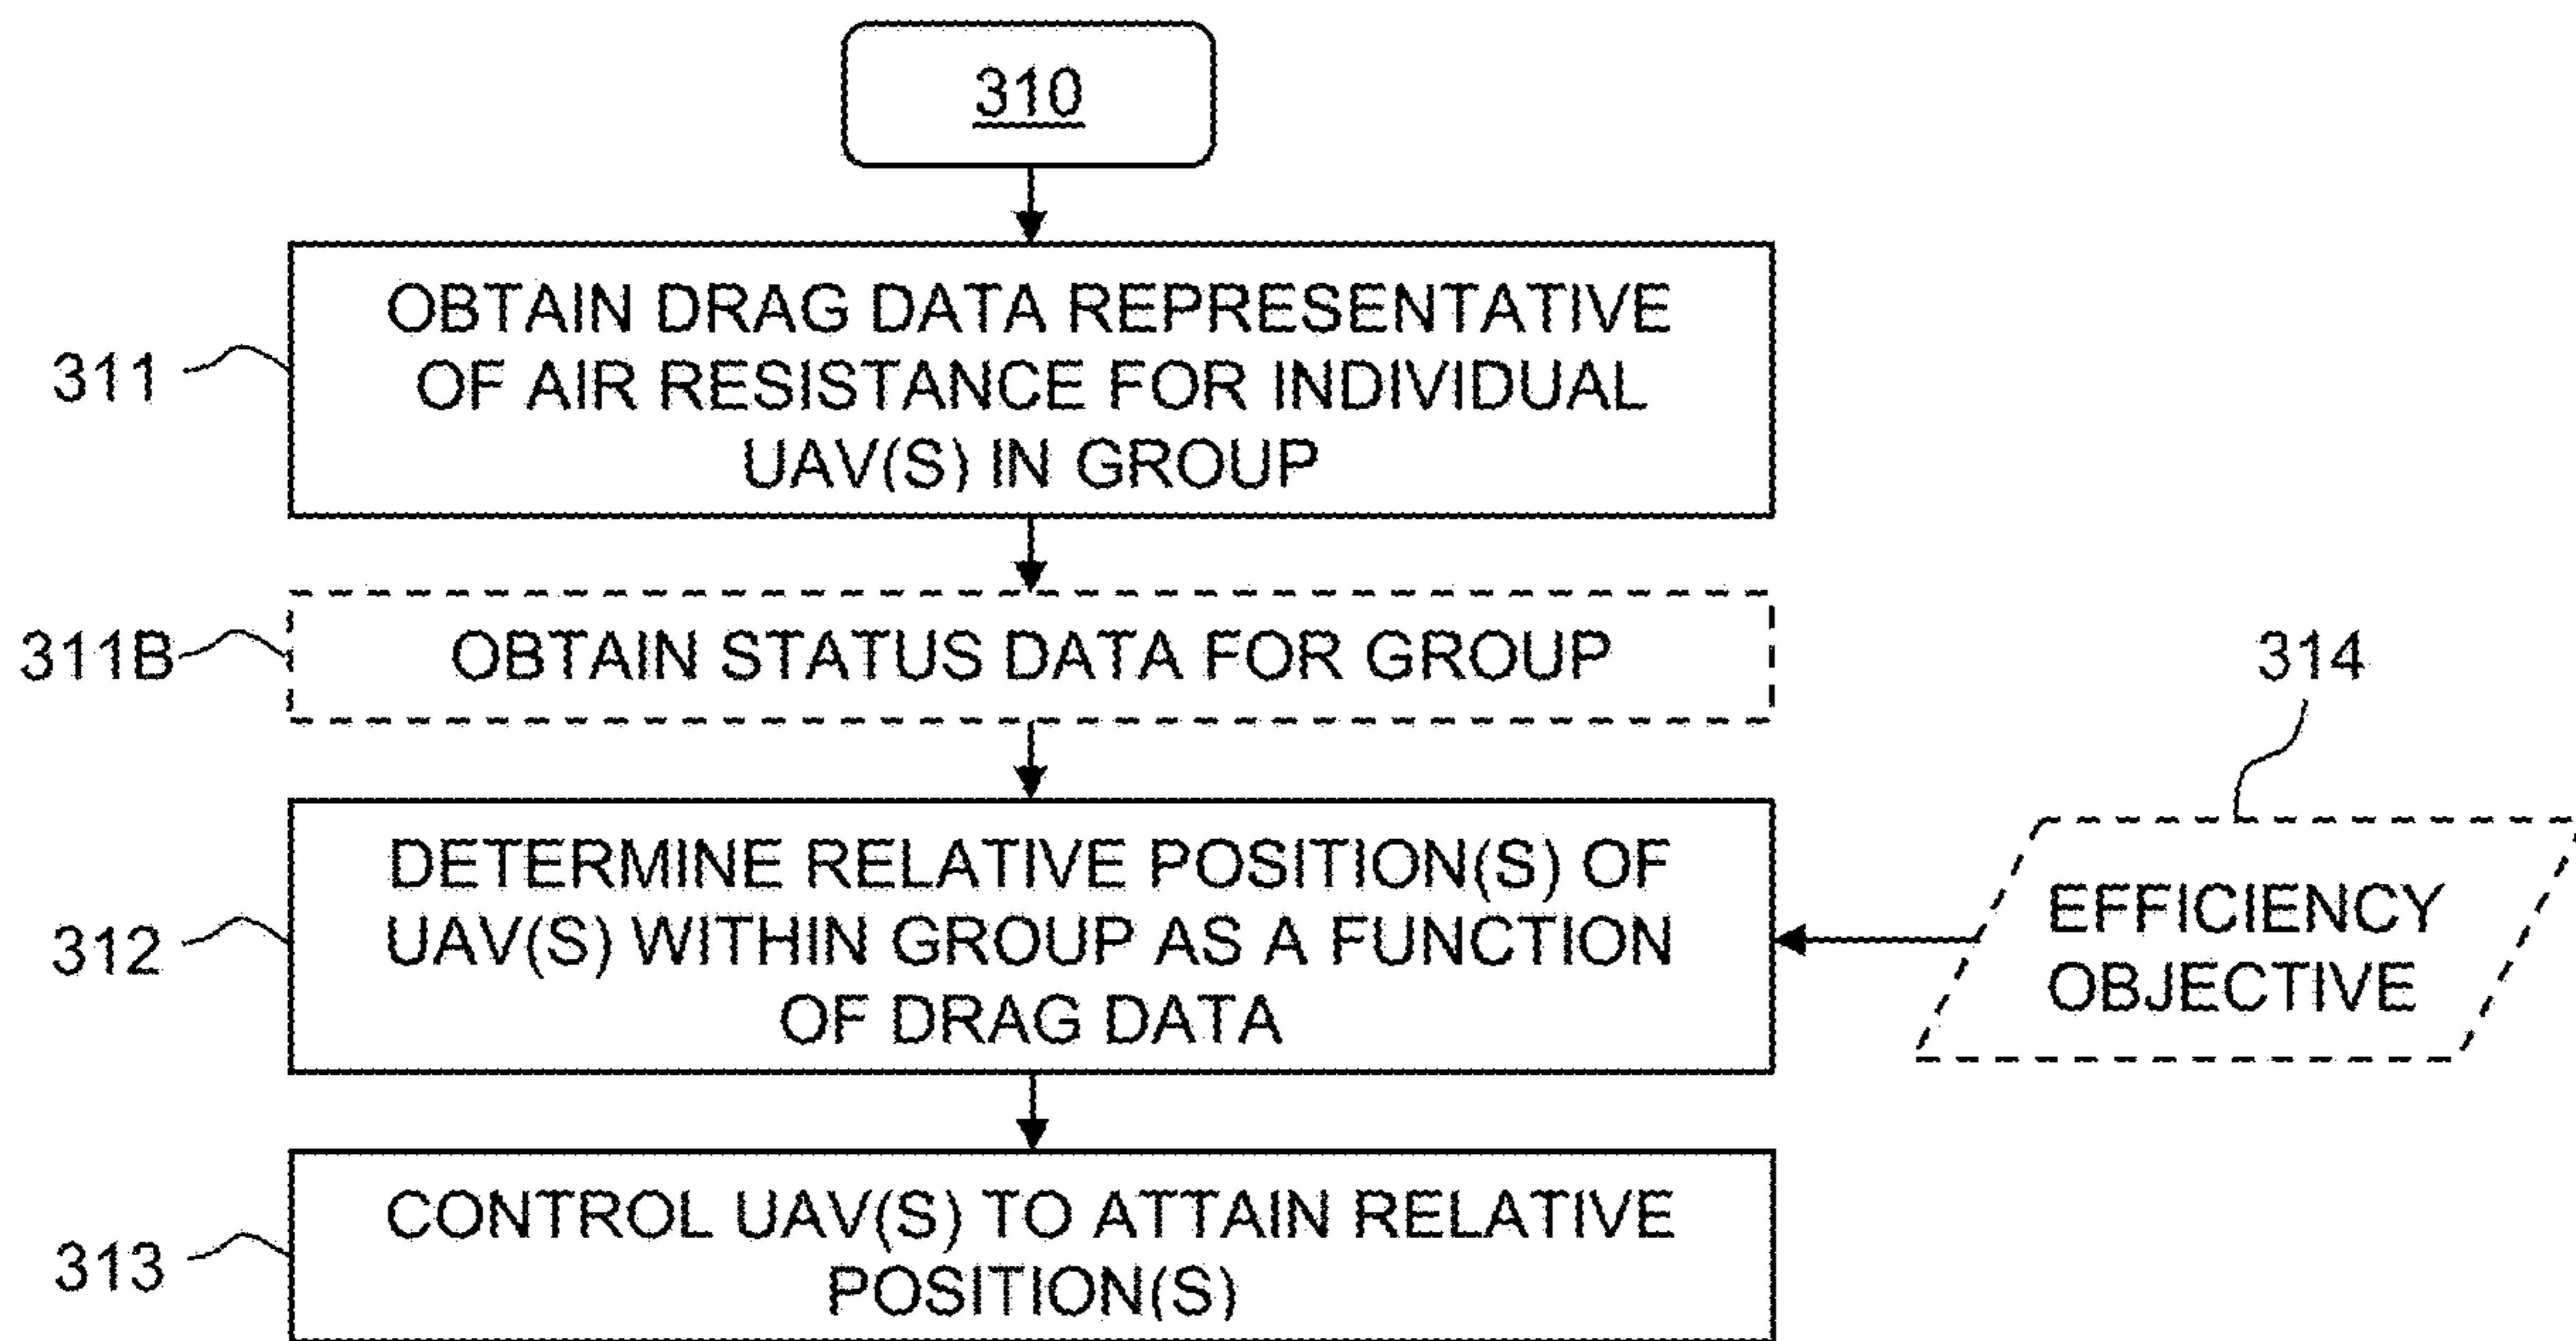 310
311
OBTAIN DRAG DATA REPRESENTATIVE
OF AIR RESISTANCE FOR INDIVIDUAL
UAV(S) IN GROUP
311B
OBTAIN STATUS DATA FOR GROUP
314
312
DETERMINE RELATIVE POSITION(S) OF
UAV(S) WITHIN GROUP AS A FUNCTION
OF DRAG DATA
EFFICIENCY
OBJECTIVE
313
CONTROL UAV(S) TO ATTAIN RELATIVE
POSITION(S)